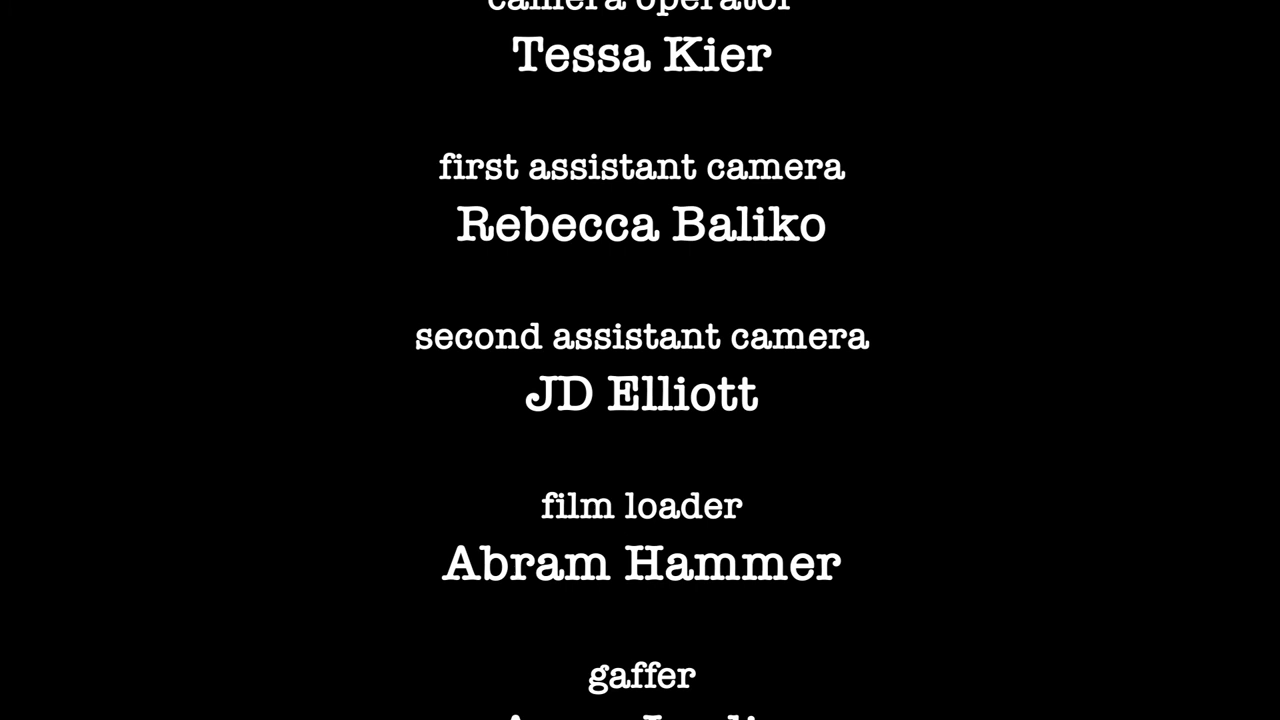 camera operator
Tessa Kier
first assistant camera
Rebecca Baliko
second assistant camera
JD Elliott
film loader
Abram Hammer
gaffer